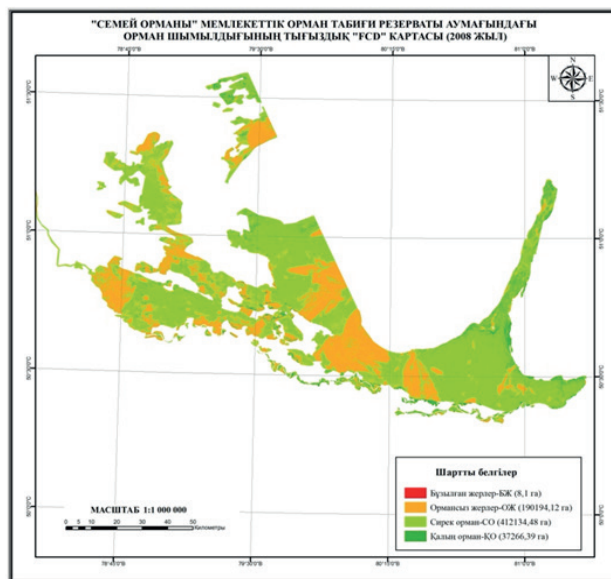 "СЕМЕЙ ОРМАНЫ" МЕМЛЕКЕТТІК ОРМАН ТАБИҒИ РЕЗЕРВАТЫ АУМАҒЫНДАҒЫ
ОРМАН ШЫМЫЛДЫҒЫНЫҢ ТЫҒЫЗДЫҚ "FCD" КАРТАСЫ (2008 ЖЫЛ)
N
W E
S
Шартты белгілер
Бұзылған жерлер-БЖ (8,1 га)
Ормансыз жерлер-ОЖ (190194,12 га)
Сирек орман-СО (412134,48 га)
Қалың орман-ҚО (37266,39 га)
МАСШТАБ 1:1 000 000
0 5 10 20 30 40 50
Километры